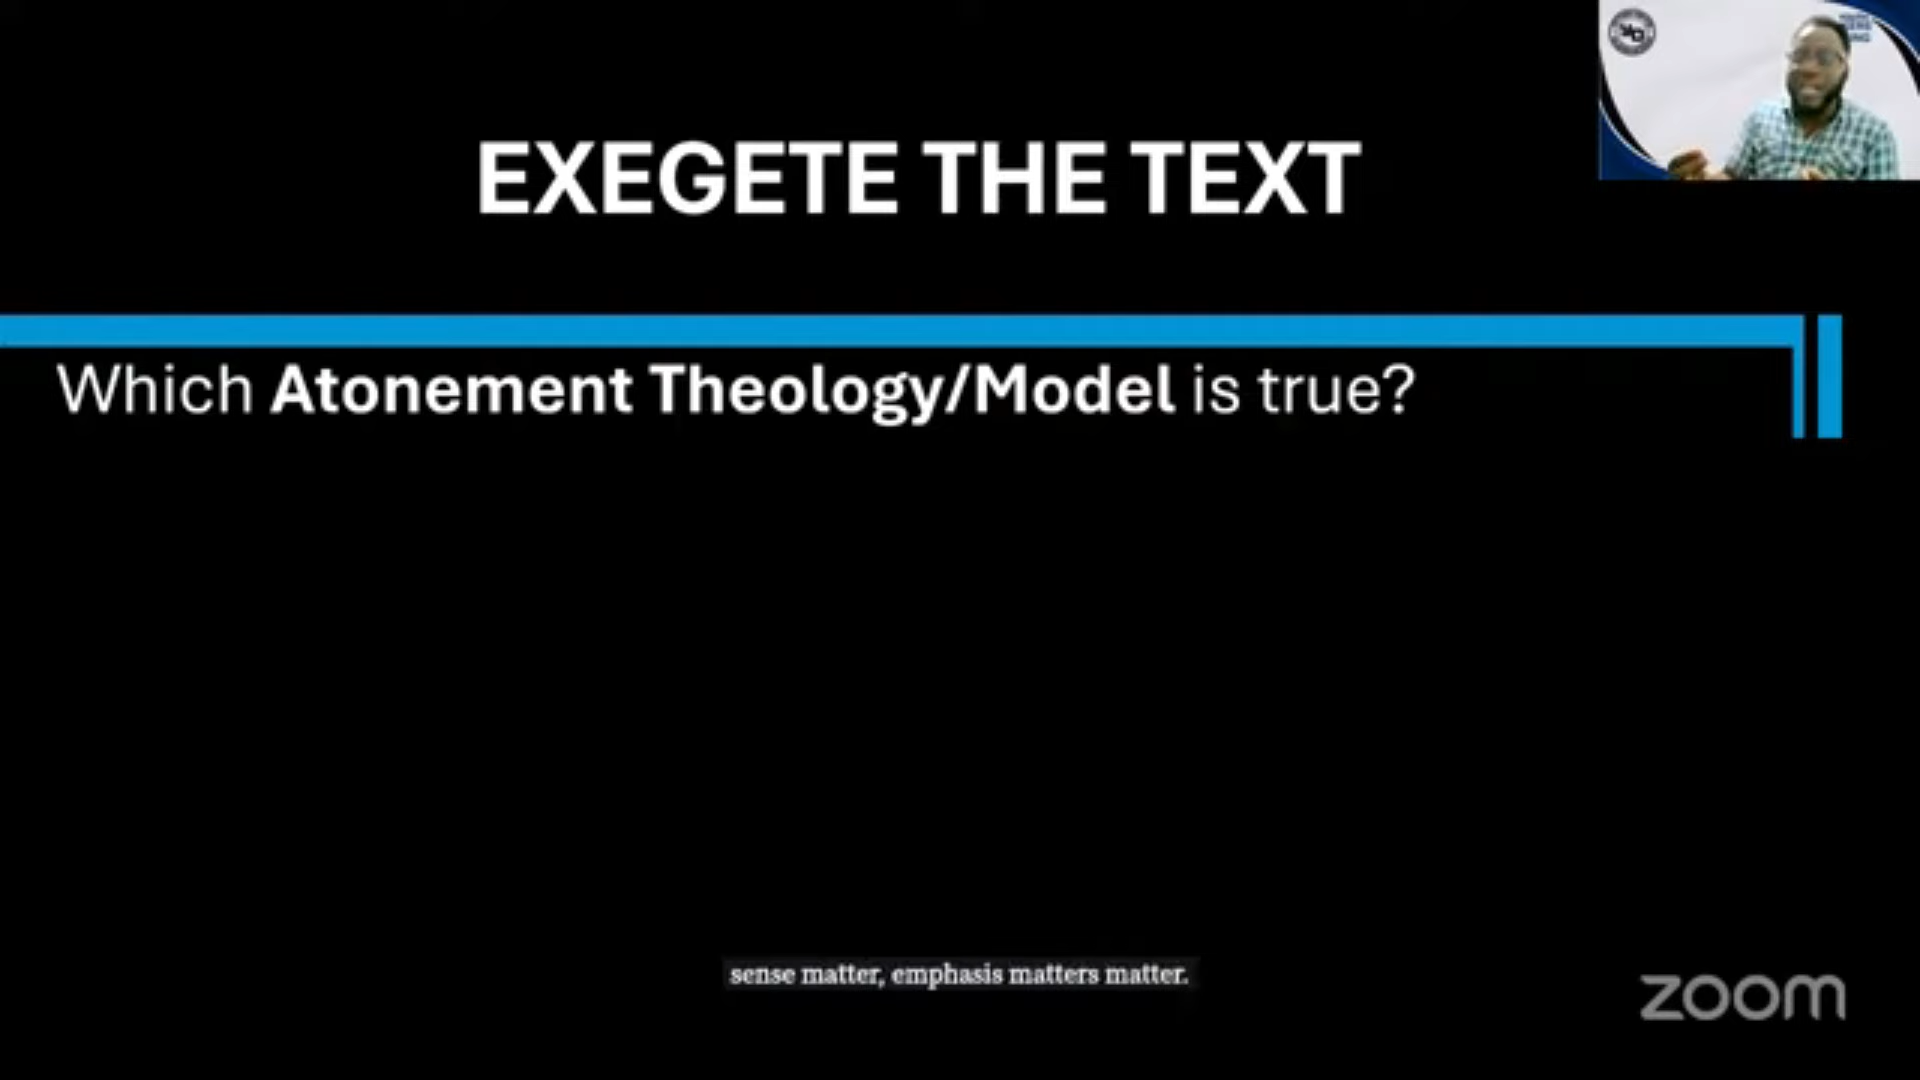 EXEGETE THE TEXT
Which Atonement Theology/Model is true?
sense matter, emphasis matters matter.
zoom